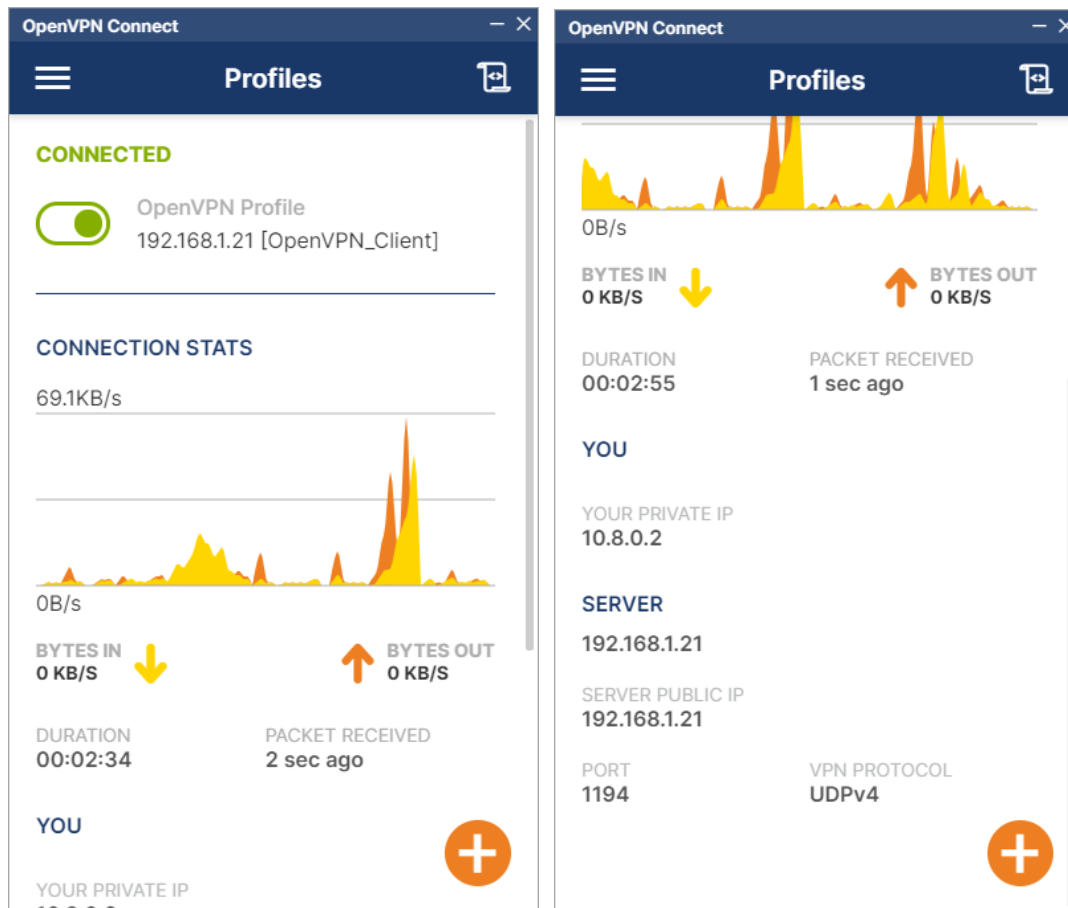 OpenVPN Connect
Profiles
CONNECTED
OpenVPN Profile
192.168.1.21 [OpenVPN_Client]
CONNECTION STATS
69.1KB/s
0B/s
BYTES IN
0 KB/S
BYTES OUT
0 KB/S
DURATION
00:02:34
PACKET RECEIVED
2 sec ago
YOU
YOUR PRIVATE IP
OpenVPN Connect
Profiles
0B/s
BYTES IN
0 KB/S
BYTES OUT
0 KB/S
DURATION
00:02:55
PACKET RECEIVED
1 sec ago
YOU
YOUR PRIVATE IP
10.8.0.2
SERVER
192.168.1.21
SERVER PUBLIC IP
192.168.1.21
PORT
1194
VPN PROTOCOL
UDPv4